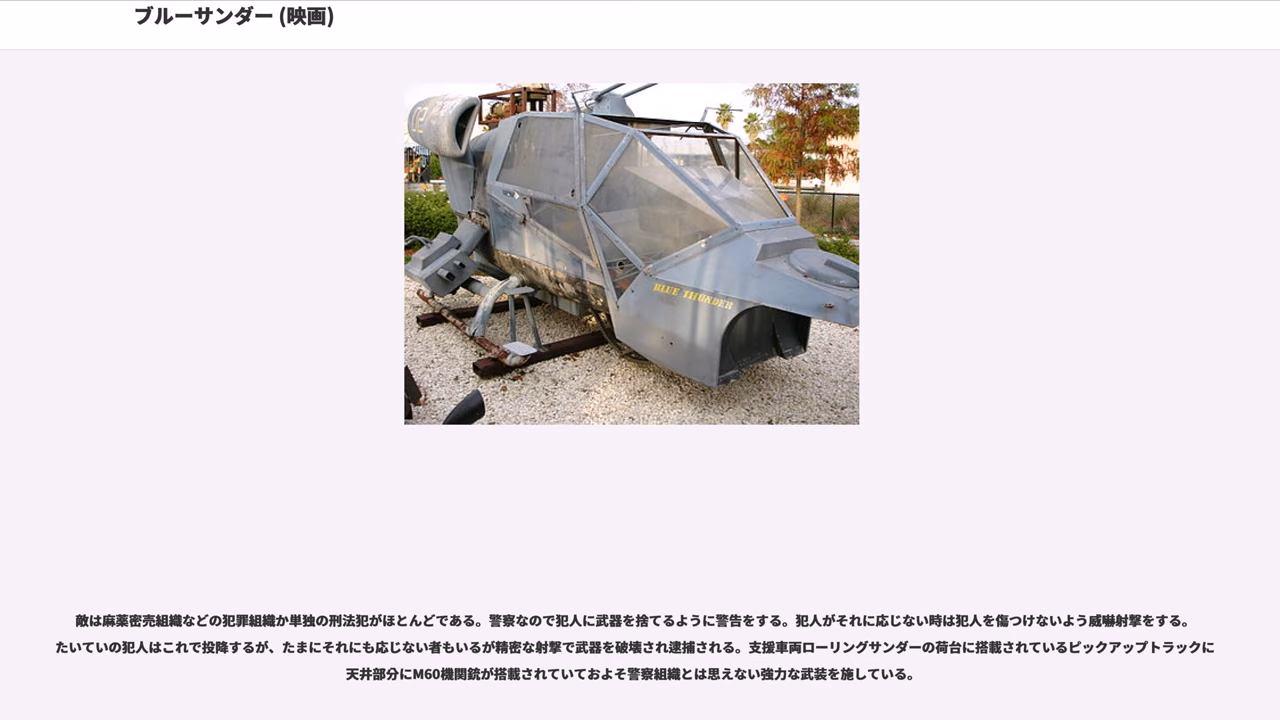 ブルーサンダー (映画)
02
BLUE THUNDER
敵は麻薬密売組織などの犯罪組織か単独の刑法犯がほとんどである。警察なので犯人に武器を捨てるように警告をする。犯人がそれに応じない時は犯人を傷つけないよう威嚇射撃をする。
たいていの犯人はこれで投降するが、たまにそれにも応じない者もいるが精密な射撃で武器を破壊され逮捕される。支援車両ローリングサンダーの荷台に搭載されているピックアップトラックに
天井部分にM60機関銃が搭載されていておよそ警察組織とは思えない強力な武装を施している。